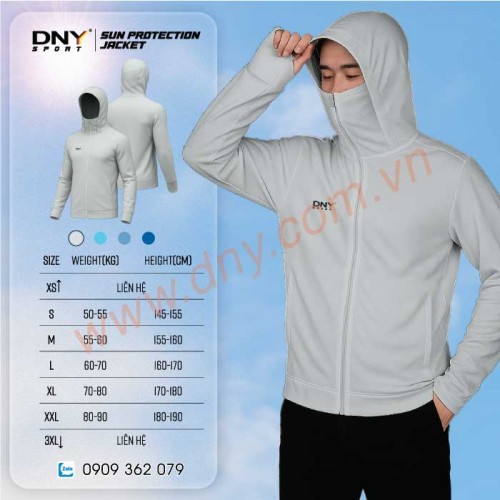 DNY
SPORT
SUN PROTECTION
JACKET
SIZE WEIGHT(KG) HEIGHT(CM)
XS↑ LIÊN HỆ
S 50-55 145-155
M 55-60 155-160
L 60-70 160-170
XL 70-80 170-180
XXL 80-90 180-190
3XL↓ LIÊN HỆ
Zalo 0909 362 079
DNY
SPORT
www.dny.com.vn